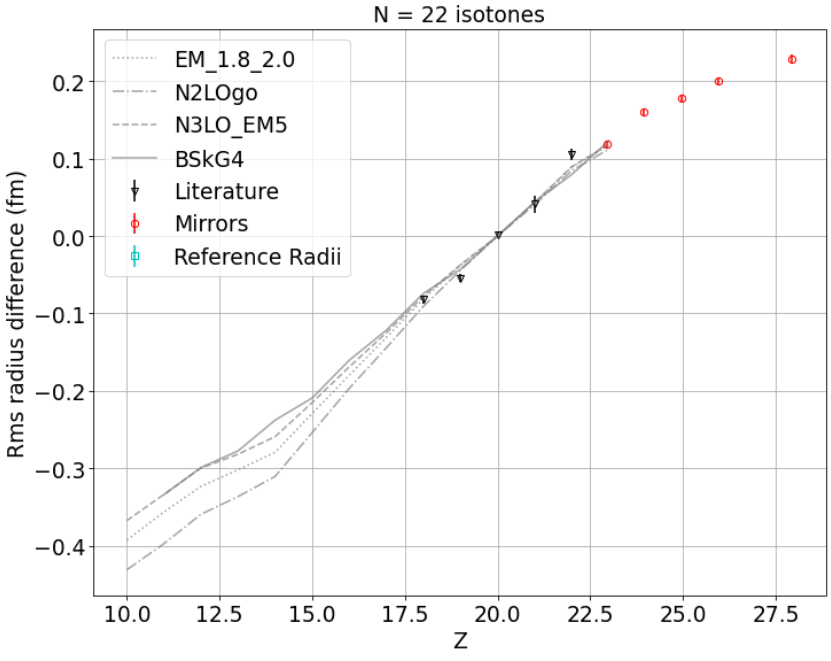 N = 22 isotones
EM_1.8_2.0
N2LOgo
N3LO_EM5
BSkG4
Literature
Mirrors
Reference Radii
Rms radius difference (fm)
0.2
0.1
0.0
−0.1
−0.2
−0.3
−0.4
10.0 12.5 15.0 17.5 20.0 22.5 25.0 27.5
Z